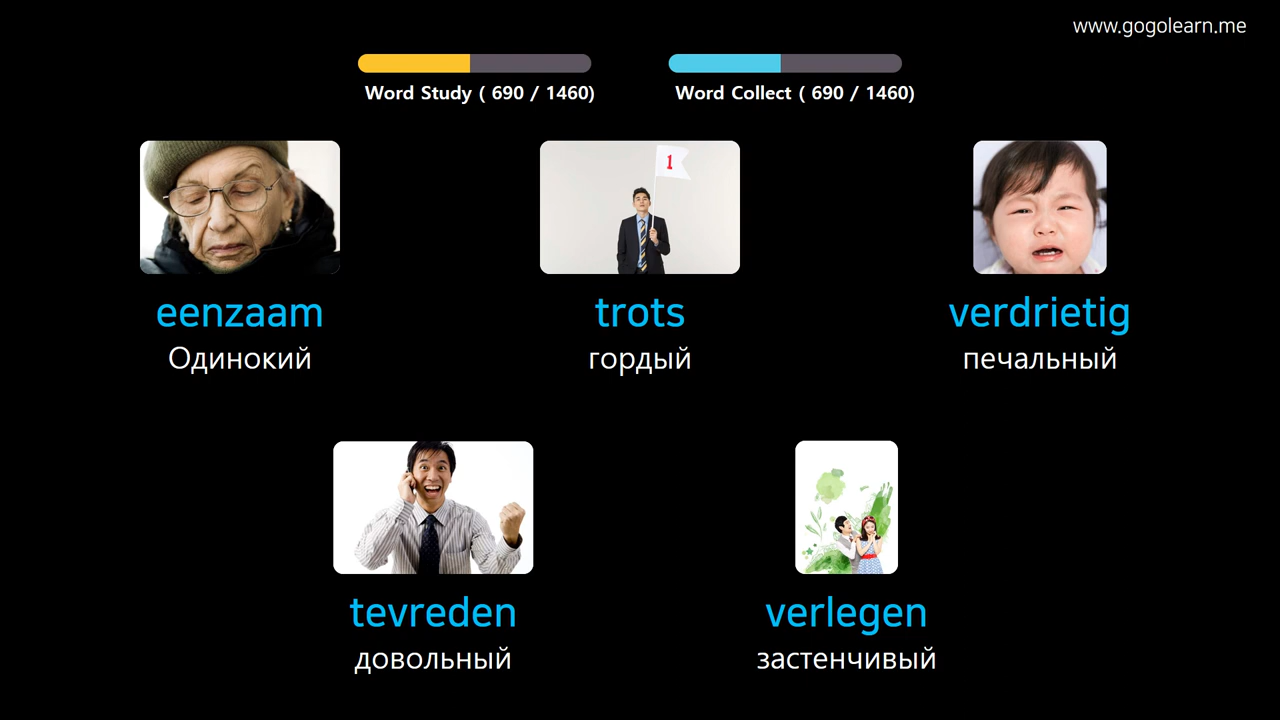 www.gogolearn.me
Word Study ( 690 / 1460)
Word Collect ( 690 / 1460)
1
eenzaam
Одинокий
trots
гордый
verdrietig
печальный
tevreden
довольный
verlegen
застенчивый